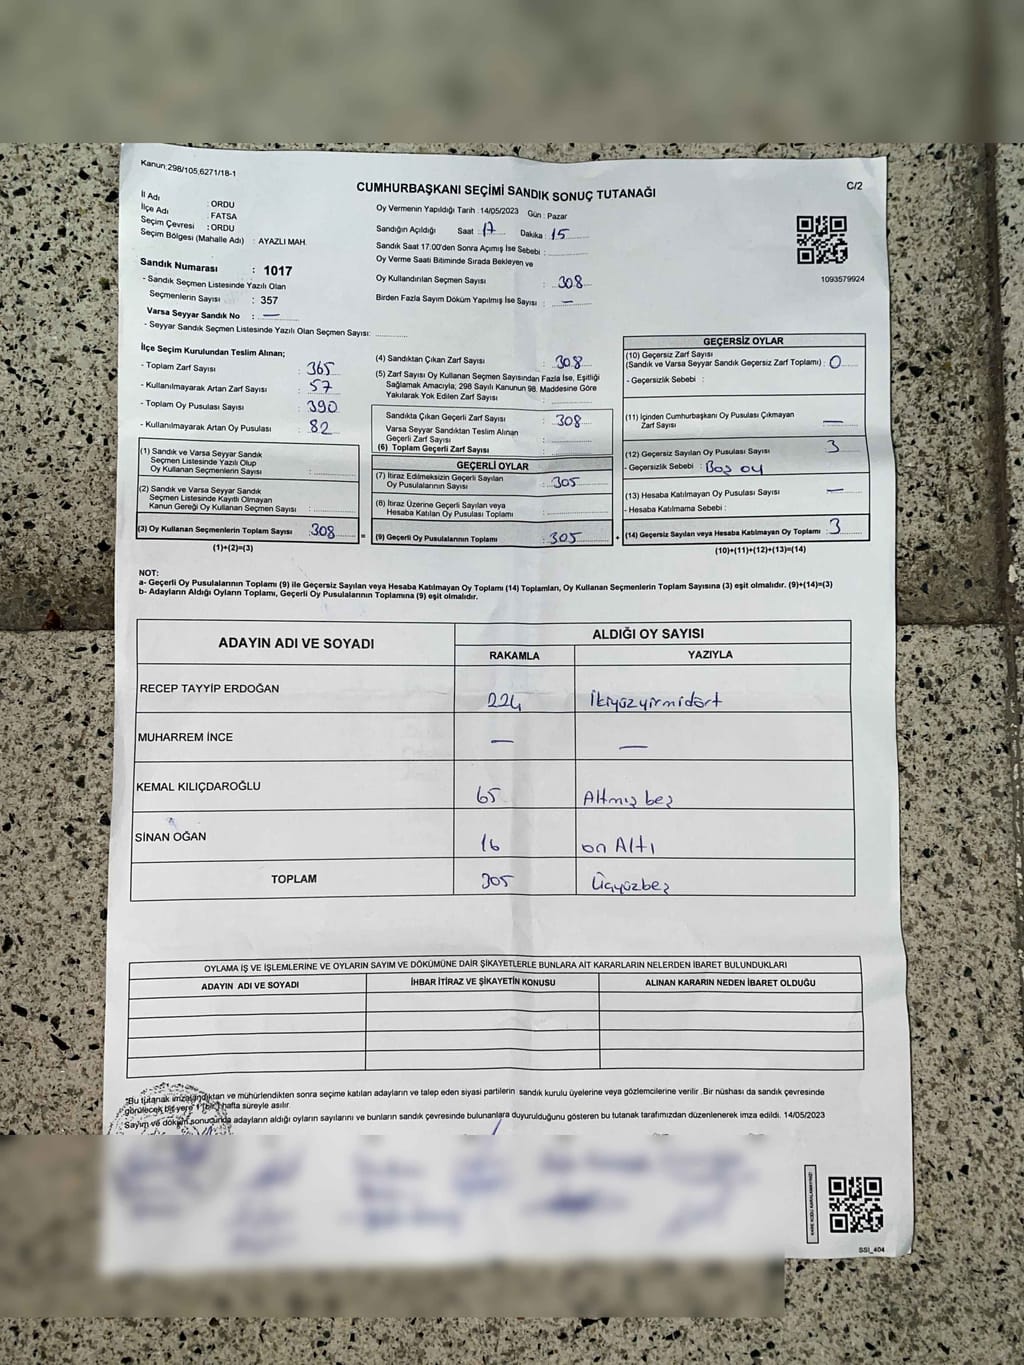 Kanun;298/105,6271/18-1
CUMHURBAŞKANI SEÇİMİ SANDIK SONUÇ TUTANAĞI
C/2
İl Adı : ORDU
İlçe Adı : FATSA
Seçim Çevresi : ORDU
Seçim Bölgesi (Mahalle Adı) : AYAZLI MAH.
Oy Vermenin Yapıldığı Tarih : 14/05/2023 Gün : Pazar
Sandığın Açıldığı Saat 17 Dakika : 15
Sandık Saat 17:00'den Sonra Açımış İse Sebebi :
Oy Verme Saati Bitiminde Sırada Bekleyen ve
Oy Kullandırılan Seçmen Sayısı : 308
Birden Fazla Sayım Döküm Yapılmış İse Sayısı : —
1093579924
Sandık Numarası : 1017
- Sandık Seçmen Listesinde Yazılı Olan
Seçmenlerin Sayısı : 357
Varsa Seyyar Sandık No : —
- Seyyar Sandık Seçmen Listesinde Yazılı Olan Seçmen Sayısı:
İlçe Seçim Kurulundan Teslim Alınan;
- Toplam Zarf Sayısı : 365
- Kullanılmayarak Artan Zarf Sayısı : 57
- Toplam Oy Pusulası Sayısı : 390
- Kullanılmayarak Artan Oy Pusulası : 82
(1) Sandık ve Varsa Seyyar Sandık
Seçmen Listesinde Yazılı Olup
Oy Kullanan Seçmenlerin Sayısı :
(2) Sandık ve Varsa Seyyar Sandık
Seçmen Listesinde Kayıtlı Olmayan
Kanun Gereği Oy Kullanan Seçmen Sayısı :
(3) Oy Kullanan Seçmenlerin Toplam Sayısı : 308
(1)+(2)=(3)
(4) Sandıktan Çıkan Zarf Sayısı : 308
(5) Zarf Sayısı Oy Kullanan Seçmen Sayısından Fazla İse, Eşitliği
Sağlamak Amacıyla; 298 Sayılı Kanunun 98. Maddesine Göre
Yakılarak Yok Edilen Zarf Sayısı :
Sandıkta Çıkan Geçerli Zarf Sayısı : 308
Varsa Seyyar Sandıktan Teslim Alınan
Geçerli Zarf Sayısı :
(6) Toplam Geçerli Zarf Sayısı :
GEÇERLİ OYLAR
(7) İtiraz Edilmeksizin Geçerli Sayılan
Oy Pusulalarının Sayısı : 305
(8) İtiraz Üzerine Geçerli Sayılan veya
Hesaba Katılan Oy Pusulası Toplamı :
(9) Geçerli Oy Pusulalarının Toplamı : 305
GEÇERSİZ OYLAR
(10) Geçersiz Zarf Sayısı
(Sandık ve Varsa Seyyar Sandık Geçersiz Zarf Toplamı) : 0
- Geçersizlik Sebebi :
(11) İçinden Cumhurbaşkanı Oy Pusulası Çıkmayan
Zarf Sayısı : —
(12) Geçersiz Sayılan Oy Pusulası Sayısı : 3
- Geçersizlik Sebebi : Boş oy
(13) Hesaba Katılmayan Oy Pusulası Sayısı : —
- Hesaba Katılmama Sebebi :
(14) Geçersiz Sayılan veya Hesaba Katılmayan Oy Toplamı : 3
(10)+(11)+(12)+(13)=(14)
NOT:
a- Geçerli Oy Pusulalarının Toplamı (9) ile Geçersiz Sayılan veya Hesaba Katılmayan Oy Toplamı (14) Toplamları, Oy Kullanan Seçmenlerin Toplam Sayısına (3) eşit olmalıdır. (9)+(14)=(3)
b- Adayların Aldığı Oyların Toplamı, Geçerli Oy Pusulalarının Toplamına (9) eşit olmalıdır.
ADAYIN ADI VE SOYADI ALDIĞI OY SAYISI
RAKAMLA YAZIYLA
RECEP TAYYİP ERDOĞAN 224 İkiyüzyirmidört
MUHARREM İNCE — —
KEMAL KILIÇDAROĞLU 65 Altmış beş
SİNAN OĞAN 16 on Altı
TOPLAM 305 Üçyüzbeş
OYLAMA İŞ VE İŞLEMLERİNE VE OYLARIN SAYIM VE DÖKÜMÜNE DAİR ŞİKAYETLERLE BUNLARA AİT KARARLARIN NELERDEN İBARET BULUNDUKLARI
ADAYIN ADI VE SOYADI İHBAR İTİRAZ VE ŞİKAYETİN KONUSU ALINAN KARARIN NEDEN İBARET OLDUĞU
"Bu tutanak imzalandıktan ve mühürlendikten sonra seçime katılan adayların ve talep eden siyasi partilerin sandık kurulu üyelerine veya gözlemcilerine verilir .Bir nüshası da sandık çevresinde
görülecek bir yere 1 (bir) hafta süreyle asılır.
Sayım ve döküm sonucunda adayların aldığı oyların sayılarını ve bunların sandık çevresinde bulunanlara duyurulduğunu gösteren bu tutanak tarafımızdan düzenlenerek imza edildi. 14/05/2023
SSI_404